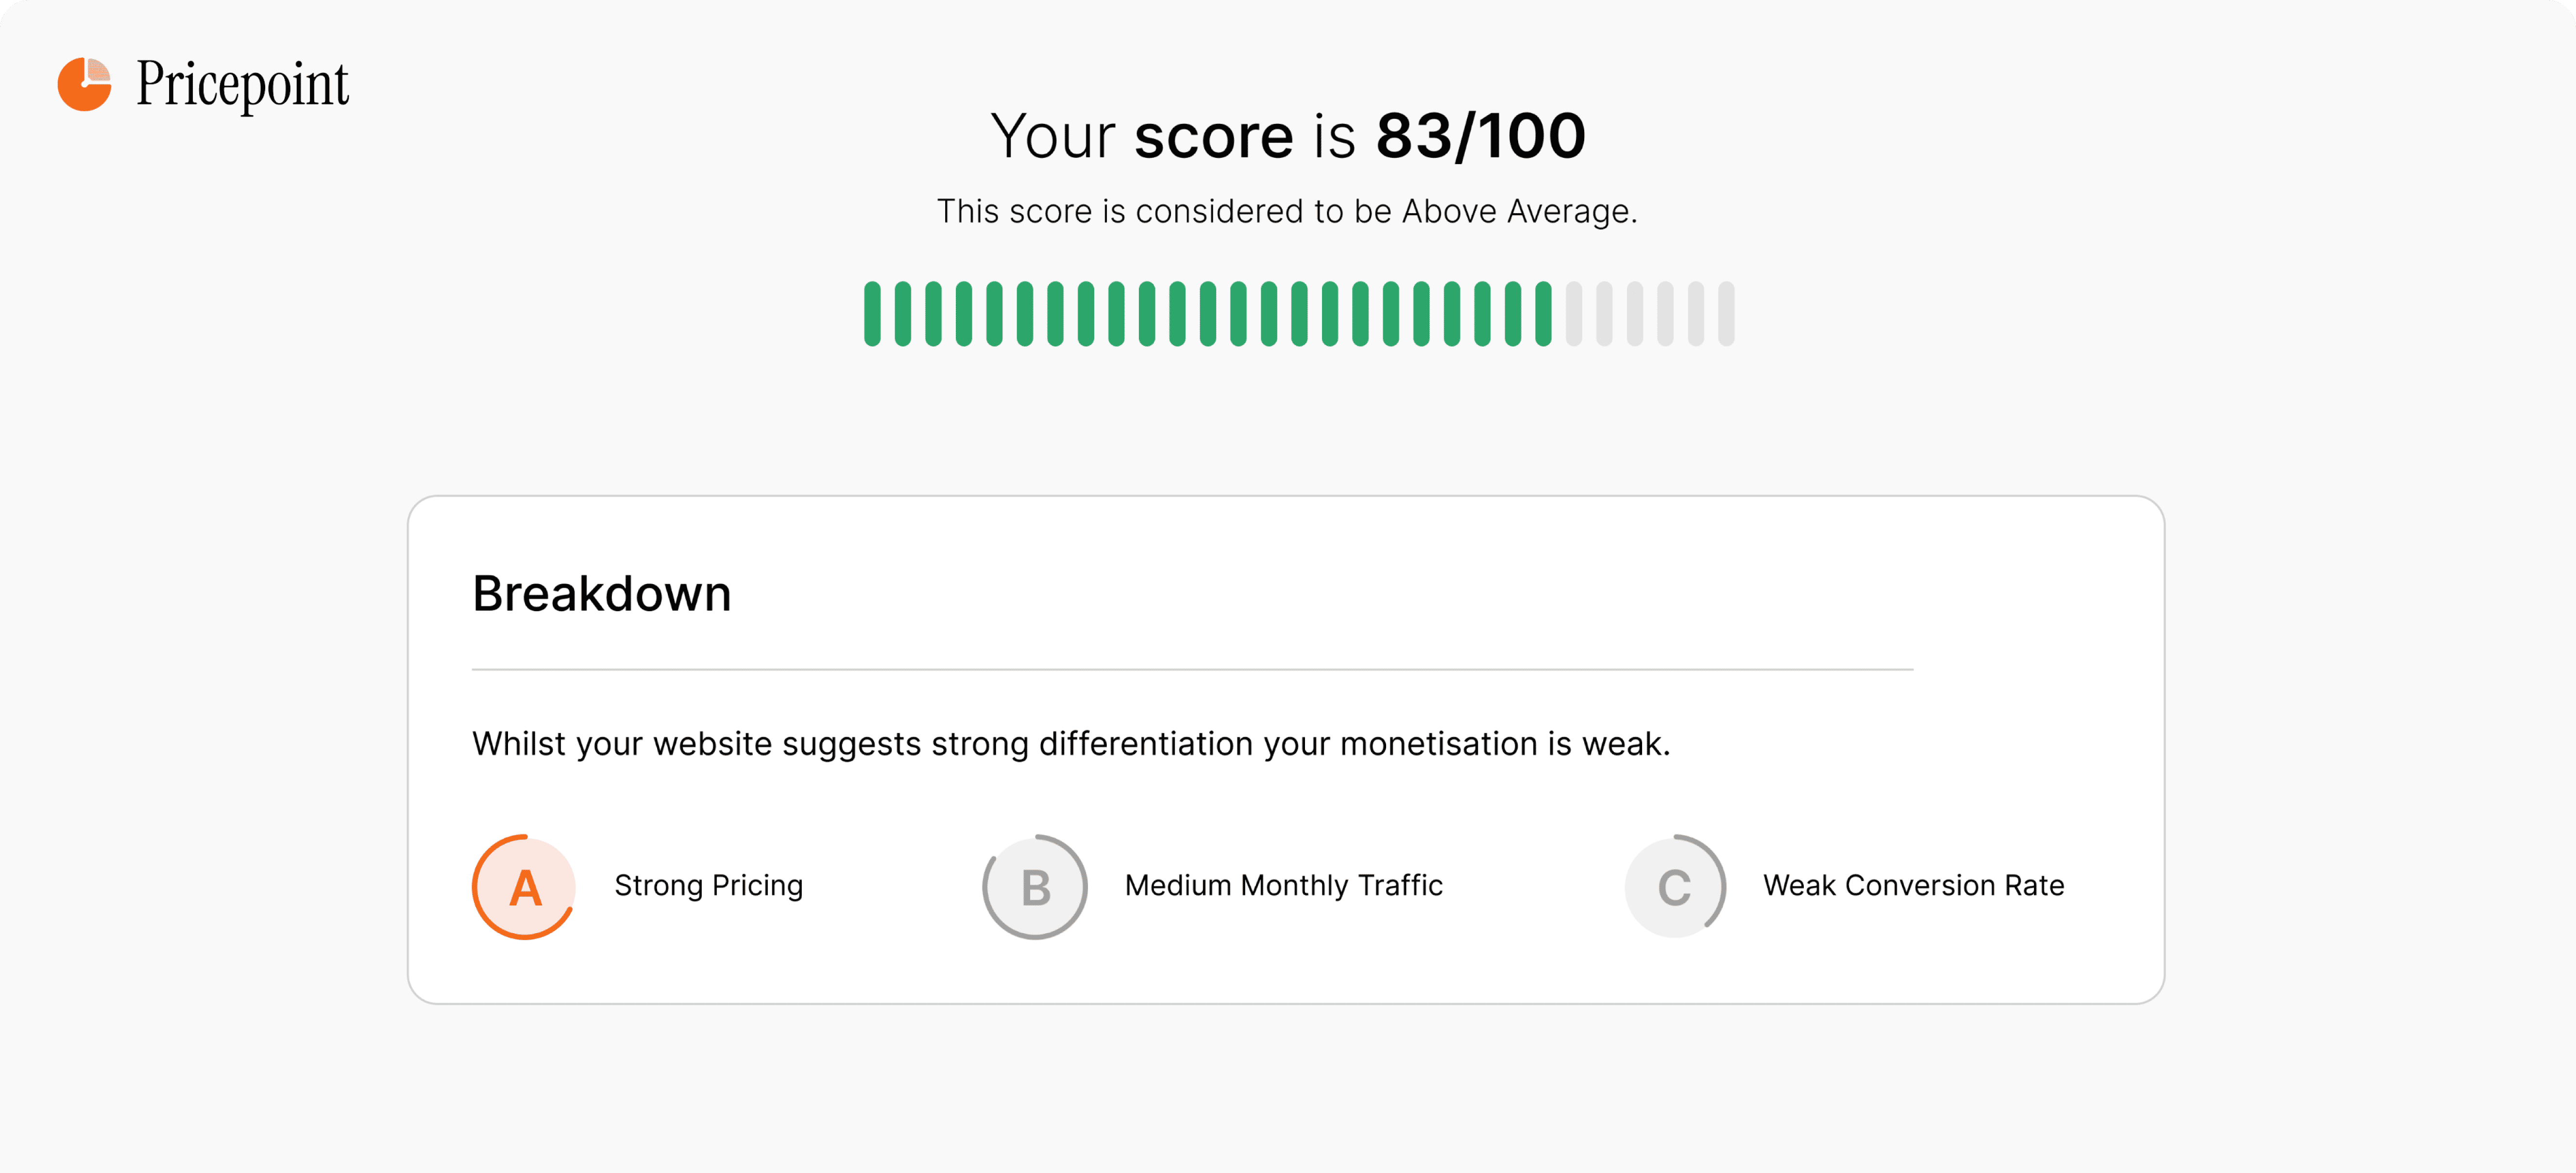 Pricepoint
Your score is 83/100
This score is considered to be Above Average.
Breakdown
Whilst your website suggests strong differentiation your monetisation is weak.
A Strong Pricing
B Medium Monthly Traffic
C Weak Conversion Rate